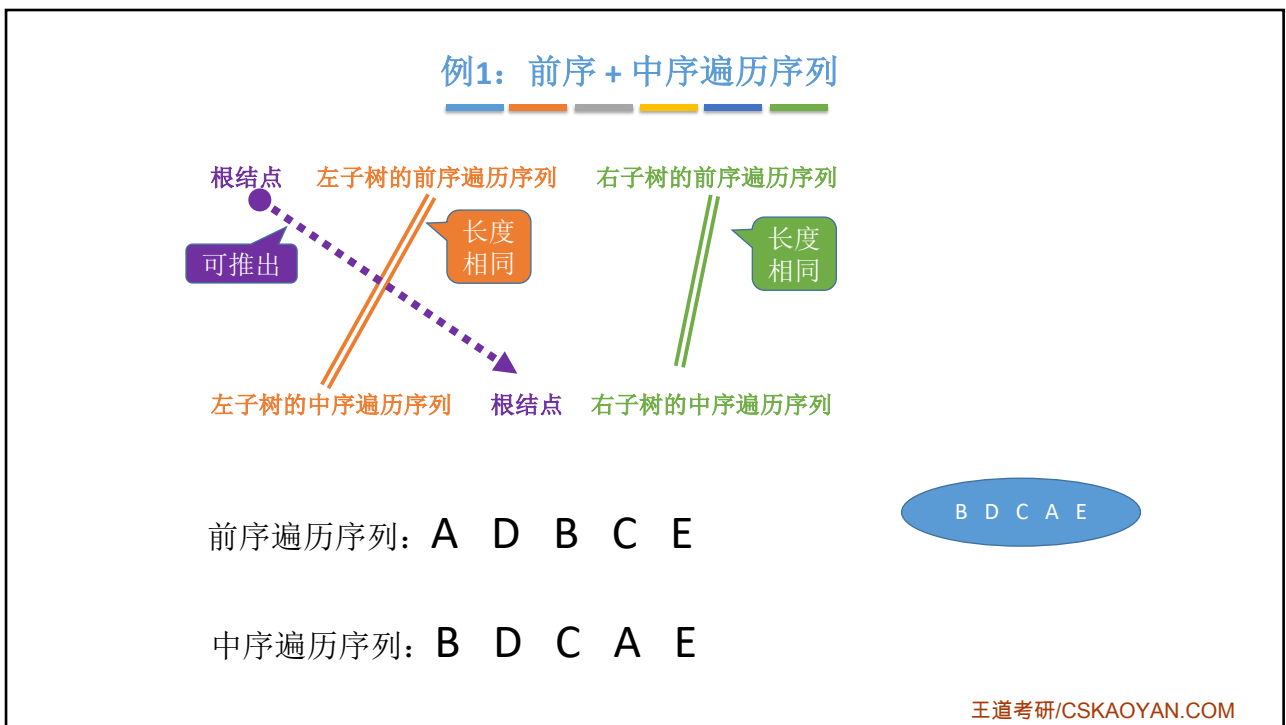 例1：前序 + 中序遍历序列
根结点 左子树的前序遍历序列 右子树的前序遍历序列
可推出
长度
相同
长度
相同
左子树的中序遍历序列 根结点 右子树的中序遍历序列
前序遍历序列：A D B C E
B D C A E
中序遍历序列：B D C A E
王道考研/CSKAOYAN.COM